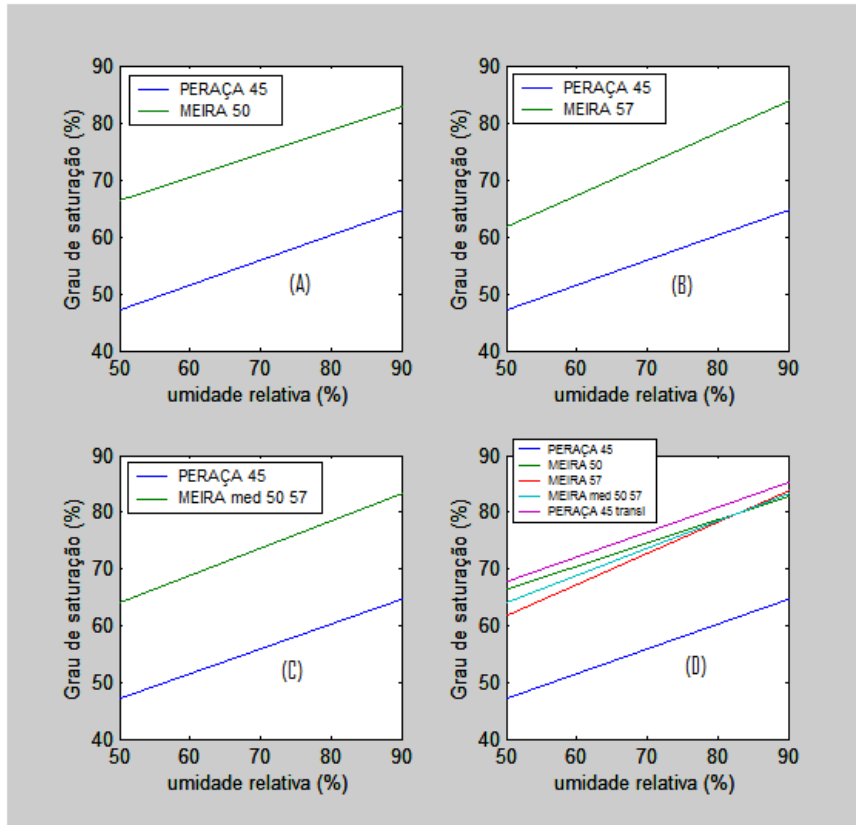 90
80
70
60
50
40
Grau de saturação (%)
PERAÇA 45
MEIRA 50
(A)
50 60 70 80 90
umidade relativa (%)
90
80
70
60
50
40
Grau de saturação (%)
PERAÇA 45
MEIRA 57
(B)
50 60 70 80 90
umidade relativa (%)
90
80
70
60
50
40
Grau de saturação (%)
PERAÇA 45
MEIRA med 50 57
(C)
50 60 70 80 90
umidade relativa (%)
90
80
70
60
50
40
Grau de saturação (%)
PERAÇA 45
MEIRA 50
MEIRA 57
MEIRA med 50 57
PERAÇA 45 transl
(D)
50 60 70 80 90
umidade relativa (%)